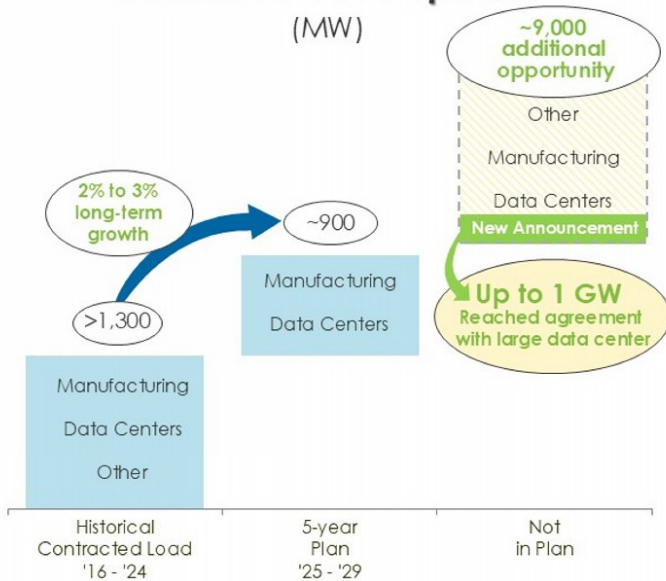 (MW)
~9,000
additional
opportunity
Other
Manufacturing
Data Centers
New Announcement
Up to 1 GW
Reached agreement
with large data center
2% to 3%
long-term
growth
~900
Manufacturing
Data Centers
>1,300
Manufacturing
Data Centers
Other
Historical
Contracted Load
'16 - '24
5-year
Plan
'25 - '29
Not
in Plan